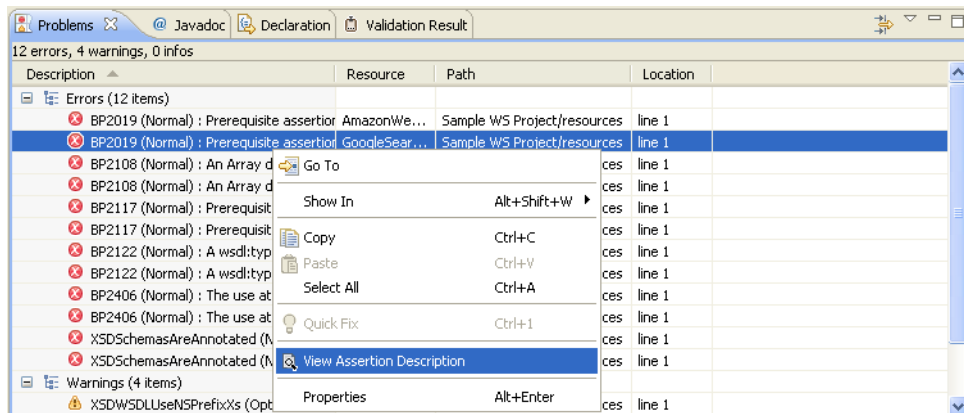 Problems @ Javadoc Declaration Validation Result
12 errors, 4 warnings, 0 infos
Description Resource Path Location
Errors (12 items)
BP2019 (Normal) : Prerequisite assertion AmazonWe... Sample WS Project/resources line 1
BP2019 (Normal) : Prerequisite assertion GoogleSear... Sample WS Project/resources line 1
BP2108 (Normal) : An Array d ces line 1
Go To
BP2108 (Normal) : An Array d ces line 1
Show In Alt+Shift+W
BP2117 (Normal) : Prerequisit ces line 1
BP2117 (Normal) : Prerequisit ces line 1
Copy Ctrl+C
BP2122 (Normal) : A wsdl:typ ces line 1
Paste Ctrl+V
BP2122 (Normal) : A wsdl:typ ces line 1
Select All Ctrl+A
BP2406 (Normal) : The use at ces line 1
BP2406 (Normal) : The use at ces line 1
Quick Fix Ctrl+1
XSDSchemasAreAnnotated (N ces line 1
XSDSchemasAreAnnotated (N ces line 1
View Assertion Description
Warnings (4 items)
Properties Alt+Enter
XSDWSDLUseNSPrefixXs (Opt ces line 1